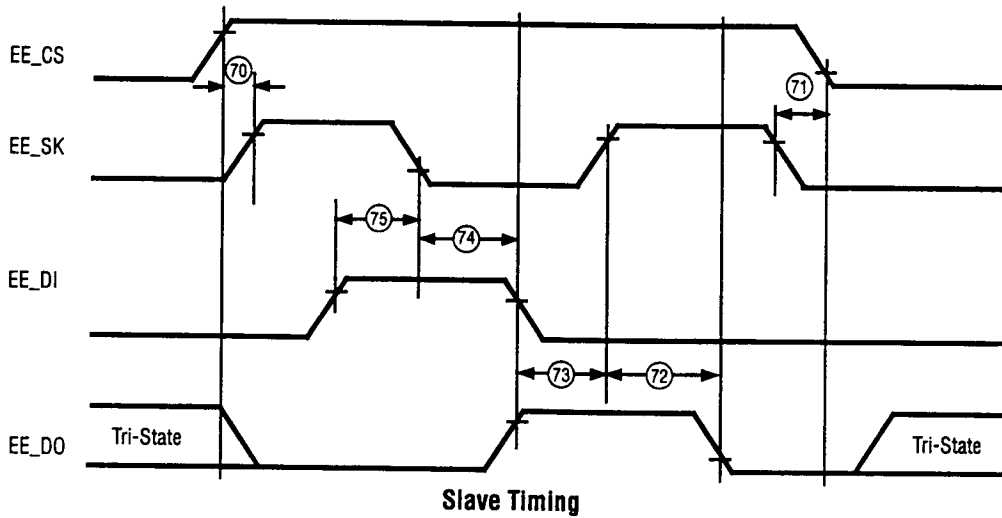 EE_CS
70
71
EE_SK
75
74
EE_DI
73
72
EE_DO
Tri-State
Tri-State
Slave Timing